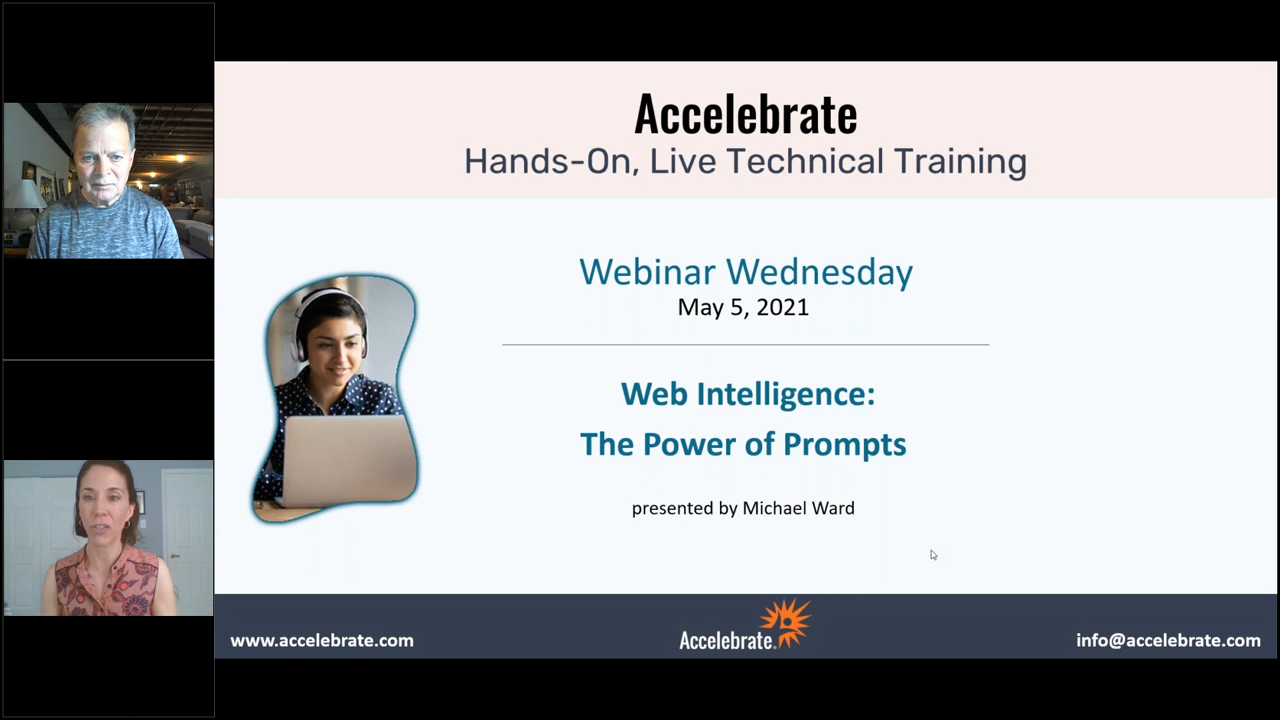 Accelebrate
Hands-On, Live Technical Training
Webinar Wednesday
May 5, 2021
Web Intelligence:
The Power of Prompts
presented by Michael Ward
www.accelebrate.com
Accelebrate
info@accelebrate.com